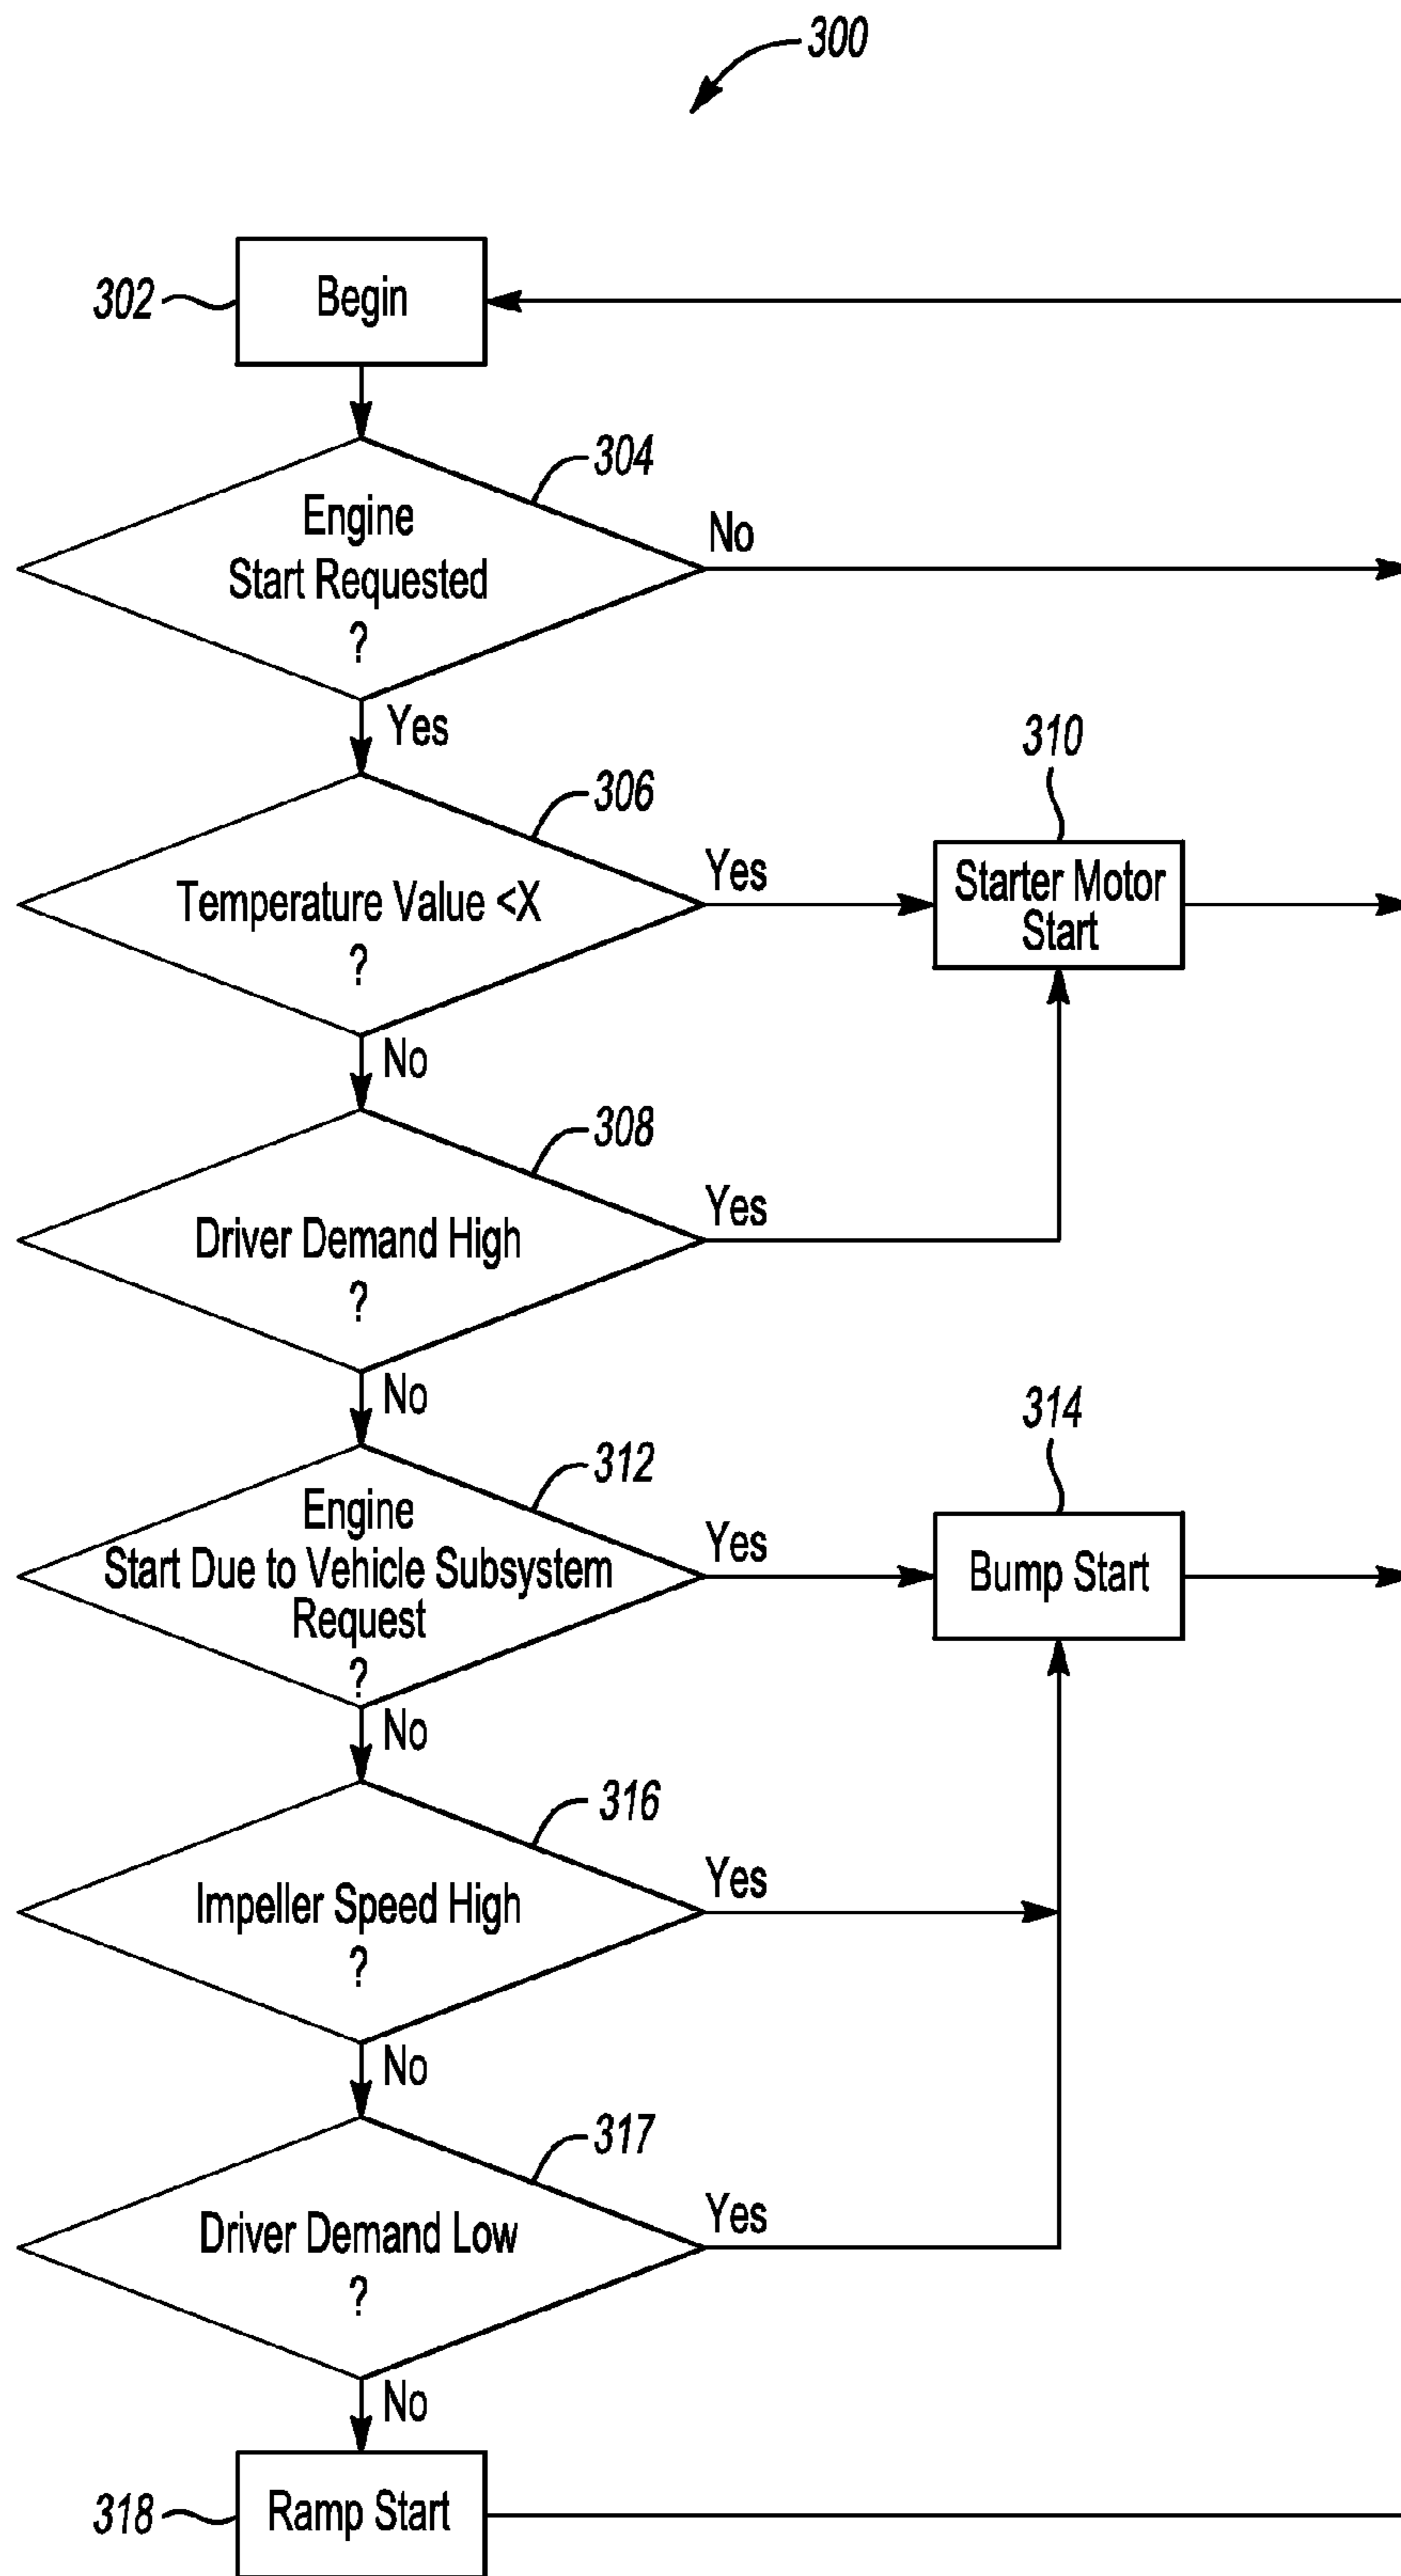 300
302
Begin
304
Engine
Start Requested
?
No
Yes
306
Temperature Value <X
?
Yes
310
Starter Motor
Start
No
308
Driver Demand High
?
Yes
No
312
Engine
Start Due to Vehicle Subsystem
Request
?
Yes
314
Bump Start
No
316
Impeller Speed High
?
Yes
No
317
Driver Demand Low
?
Yes
No
318
Ramp Start